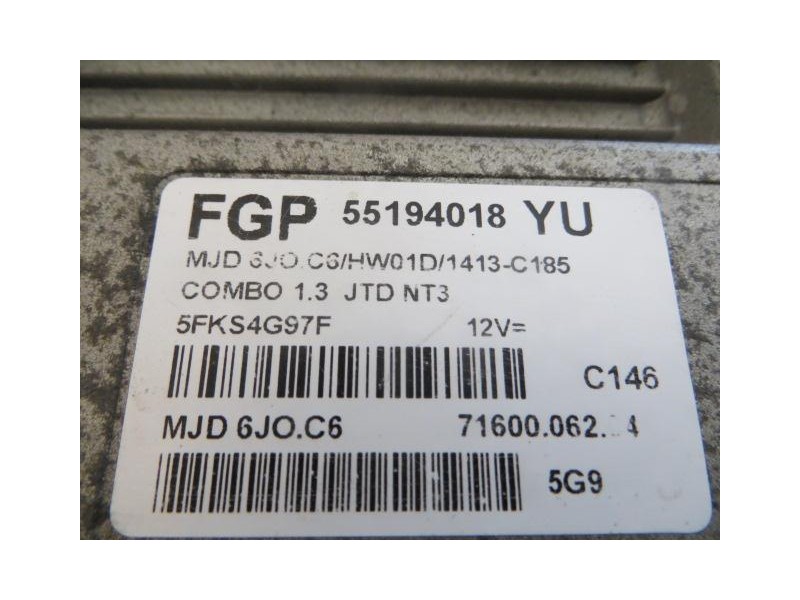 FGP 55194018 YU
MJD 6JO.C6/HW01D/1413-C185
COMBO 1.3 JTD NT3
5FKS4G97F 12V=
C146
MJD 6JO.C6
5G9